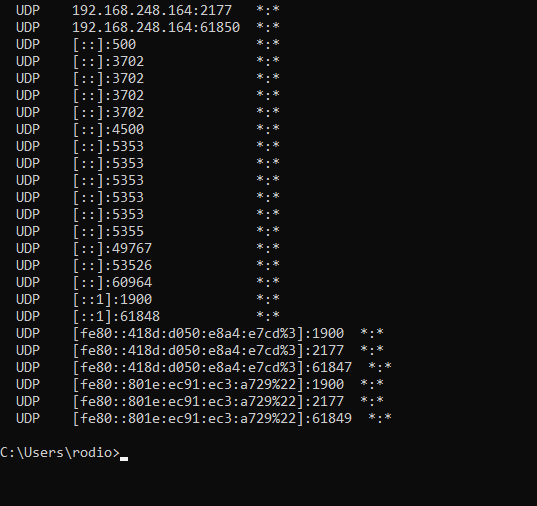 UDP    192.168.248.164:2177   *:*
UDP    192.168.248.164:61850  *:*
UDP    [::]:500               *:*
UDP    [::]:3702              *:*
UDP    [::]:3702              *:*
UDP    [::]:3702              *:*
UDP    [::]:3702              *:*
UDP    [::]:4500              *:*
UDP    [::]:5353              *:*
UDP    [::]:5353              *:*
UDP    [::]:5353              *:*
UDP    [::]:5353              *:*
UDP    [::]:5353              *:*
UDP    [::]:5355              *:*
UDP    [::]:49767             *:*
UDP    [::]:53526             *:*
UDP    [::]:60964             *:*
UDP    [::1]:1900             *:*
UDP    [::1]:61848            *:*
UDP    [fe80::418d:d050:e8a4:e7cd%3]:1900  *:*
UDP    [fe80::418d:d050:e8a4:e7cd%3]:2177  *:*
UDP    [fe80::418d:d050:e8a4:e7cd%3]:61847  *:*
UDP    [fe80::801e:ec91:ec3:a729%22]:1900  *:*
UDP    [fe80::801e:ec91:ec3:a729%22]:2177  *:*
UDP    [fe80::801e:ec91:ec3:a729%22]:61849  *:*
C:\Users\rodio>